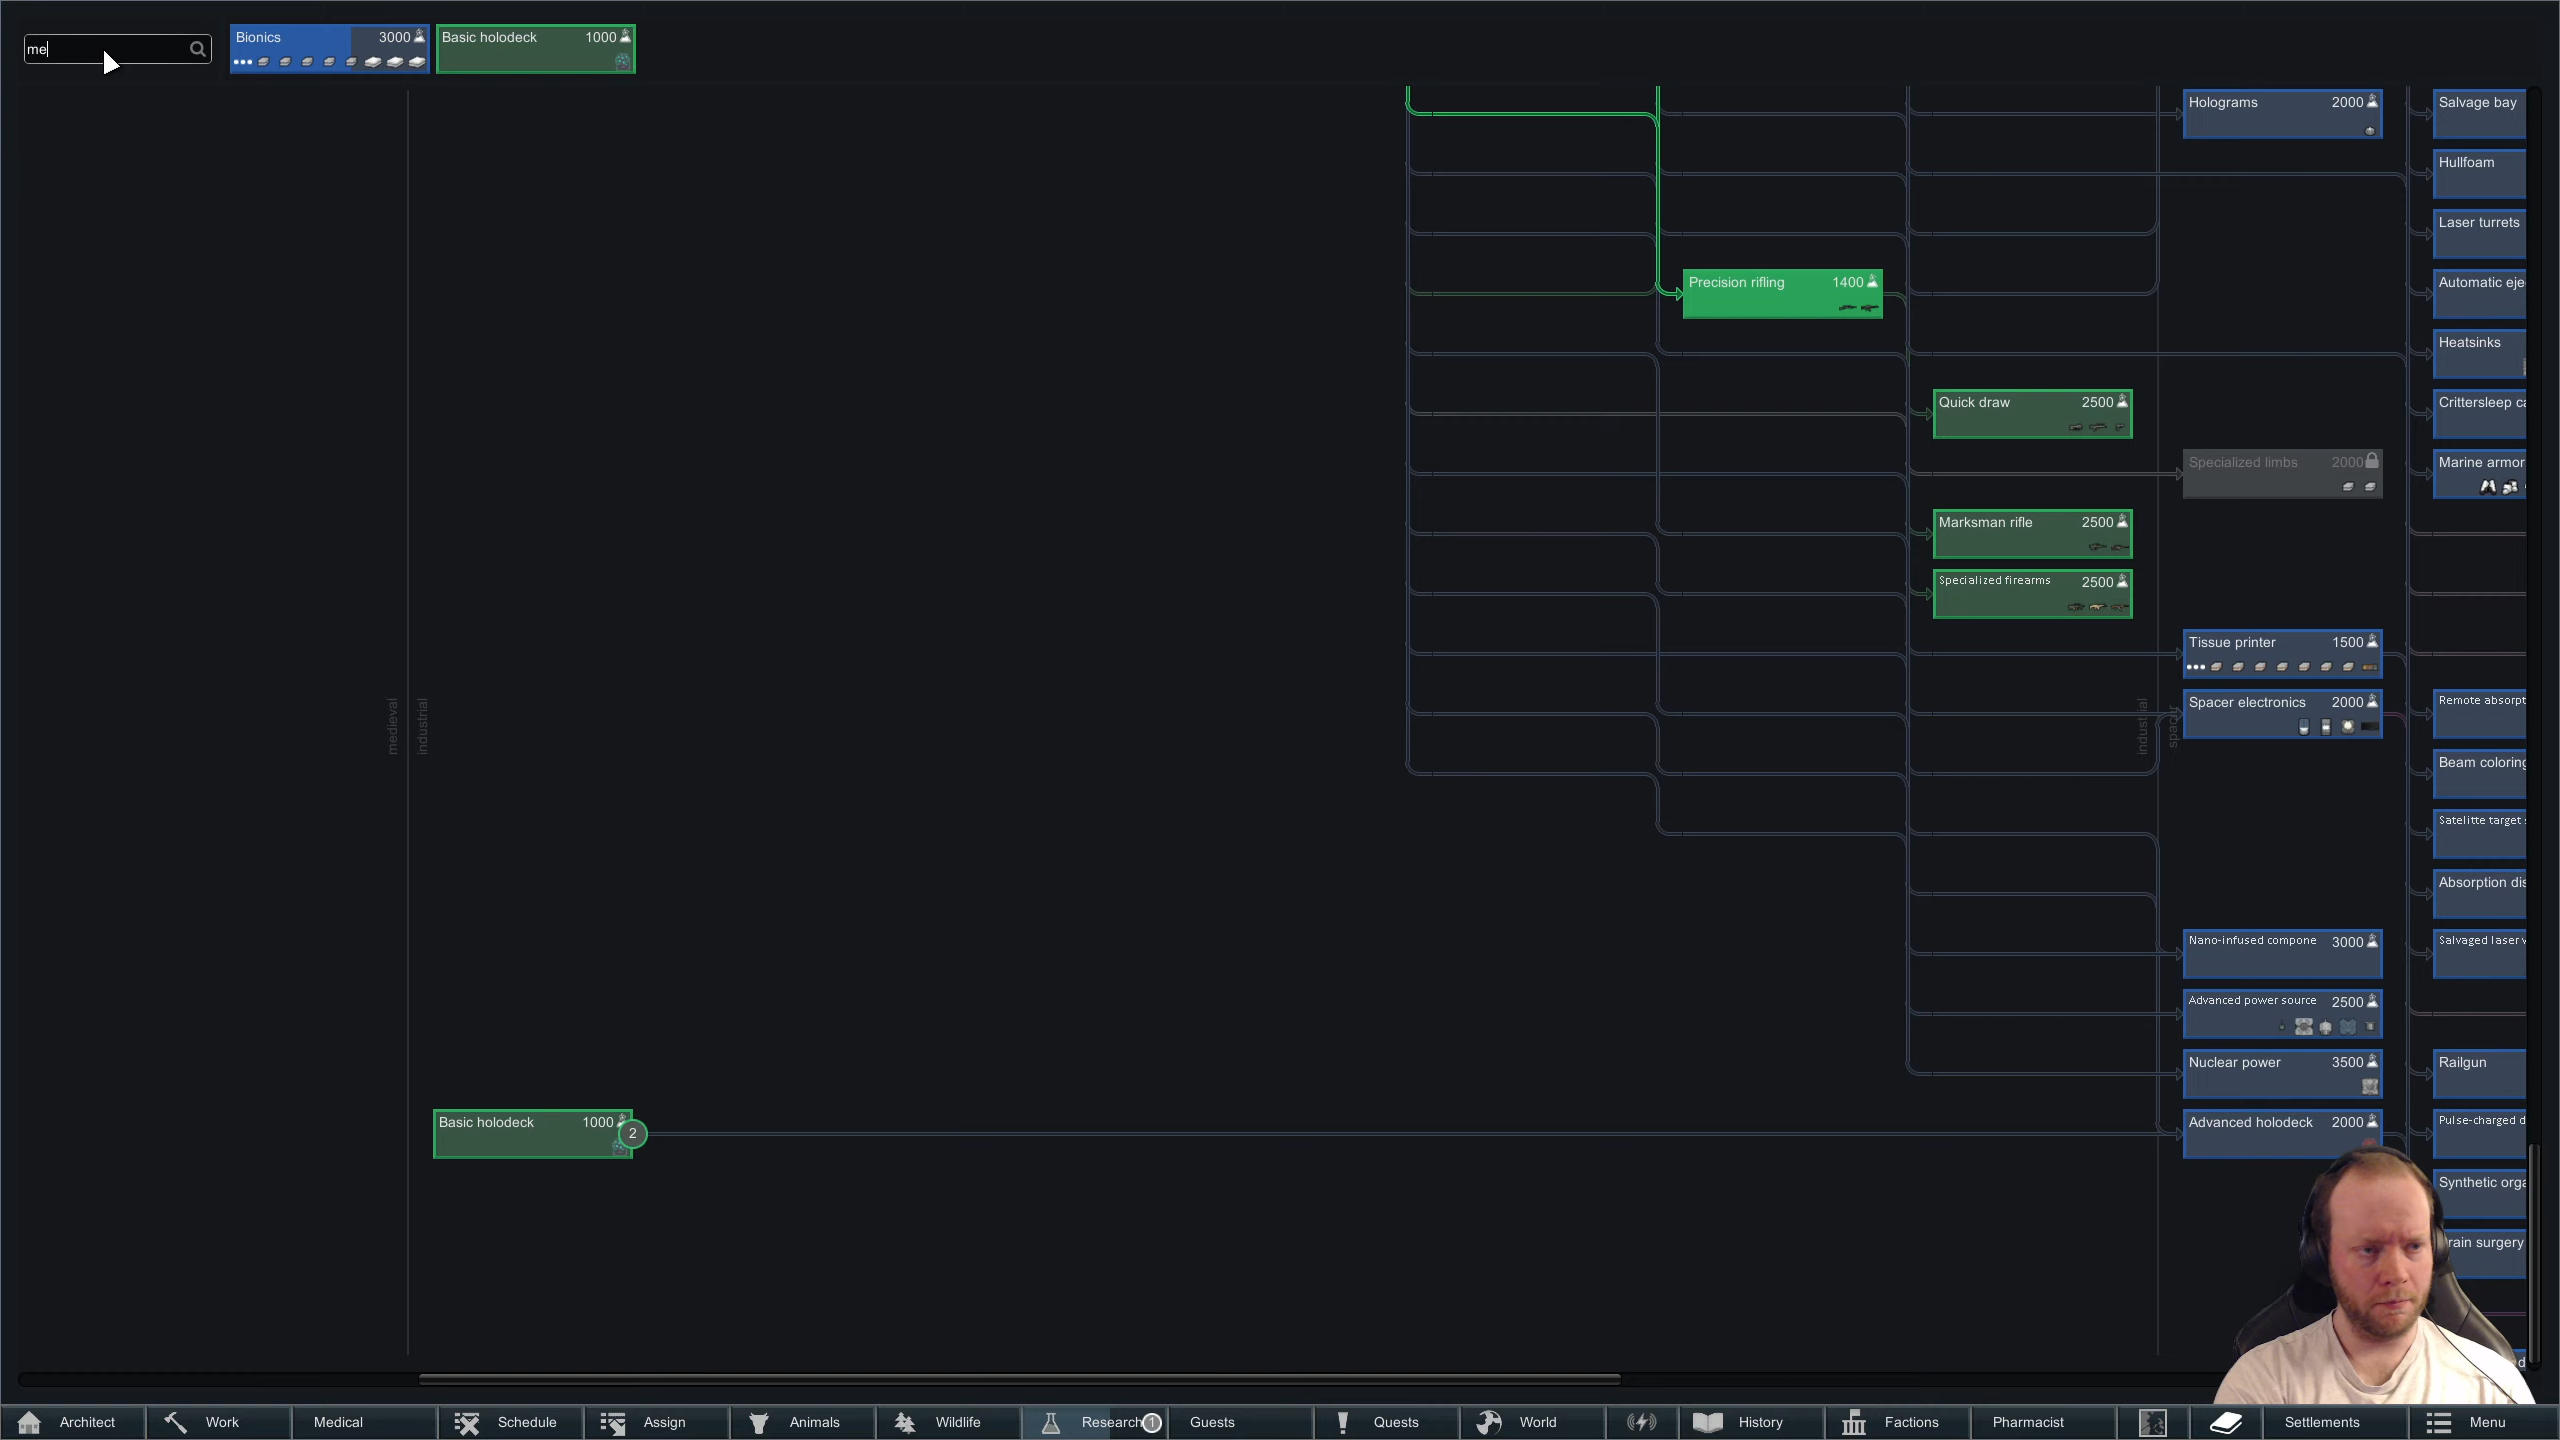 me
Bionics 3000
Basic holodeck 1000
Holograms 2000
Salvage bay
Hullfoam
Laser turrets
Precision rifling 1400
Automatic eje
Heatsinks
Quick draw 2500
Crittersleep ca
Specialized limbs 2000
Marine armor
Marksman rifle 2500
Specialized firearms 2500
Tissue printer 1500
Spacer electronics 2000
Remote absorpt
medieval
industrial
industrial
spacer
Beam coloring
Satelitte target s
Absorption dis
Nano-infused compone 3000
Salvaged laser v
Advanced power source 2500
Nuclear power 3500
Railgun
Basic holodeck 1000
2
Advanced holodeck 2000
Pulse-charged d
Synthetic orga
rain surgery
d
Architect
Work
Medical
Schedule
Assign
Animals
Wildlife
Research 1
Guests
Quests
World
History
Factions
Pharmacist
Settlements
Menu